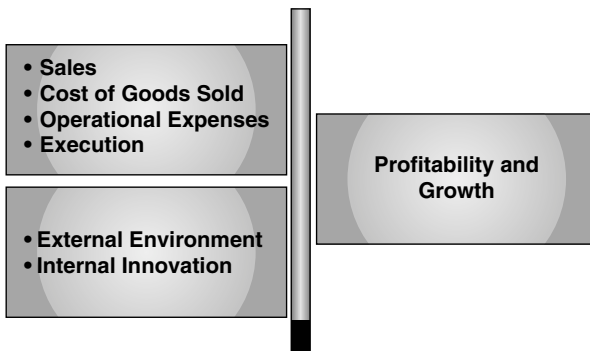 • Sales
• Cost of Goods Sold
• Operational Expenses
• Execution
• External Environment
• Internal Innovation
Profitability and
Growth